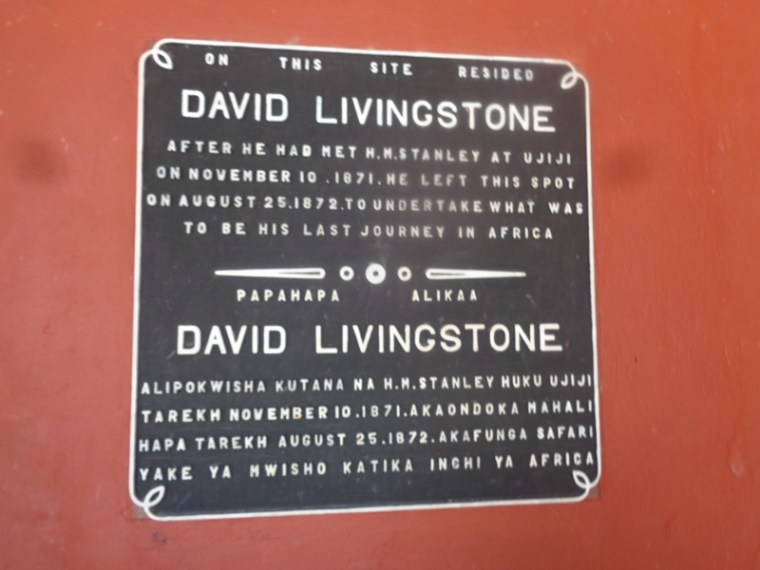 ON THIS SITE RESIDED
DAVID LIVINGSTONE
AFTER HE HAD MET H.M.STANLEY AT UJIJI
ON NOVEMBER 10 .1871.HE LEFT THIS SPOT
ON AUGUST 25.1872.TO UNDERTAKE WHAT WAS
TO BE HIS LAST JOURNEY IN AFRICA
PAPAHAPA ALIKAA
DAVID LIVINGSTONE
ALIPOKWISHA KUTANA NA H.M.STANLEY HUKU UJIJI
TAREKH NOVEMBER 10.1871.AKAONDOKA MAHALI
HAPA TAREKH AUGUST 25.1872.AKAFUNGA SAFARI
YAKE YA MWISHO KATIKA INCHI YA AFRICA